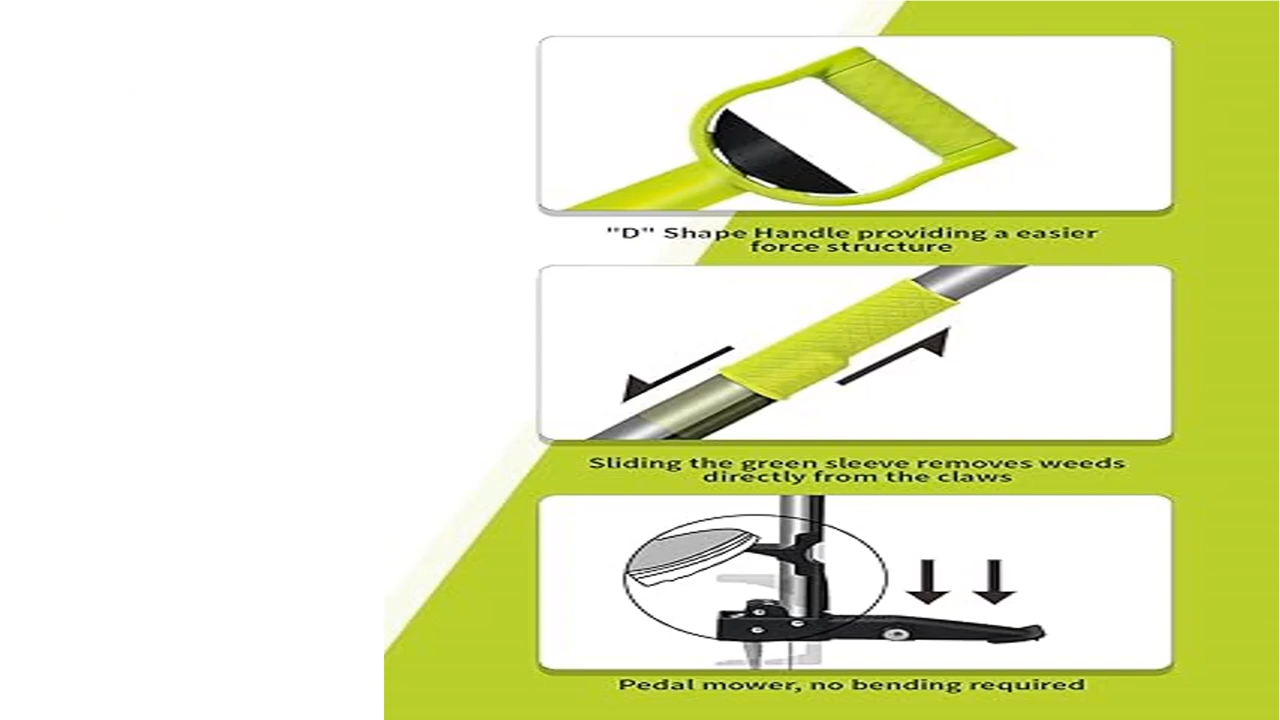 "D" Shape Handle providing a easier
force structure
Sliding the green sleeve removes weeds
directly from the claws
Pedal mower, no bending required